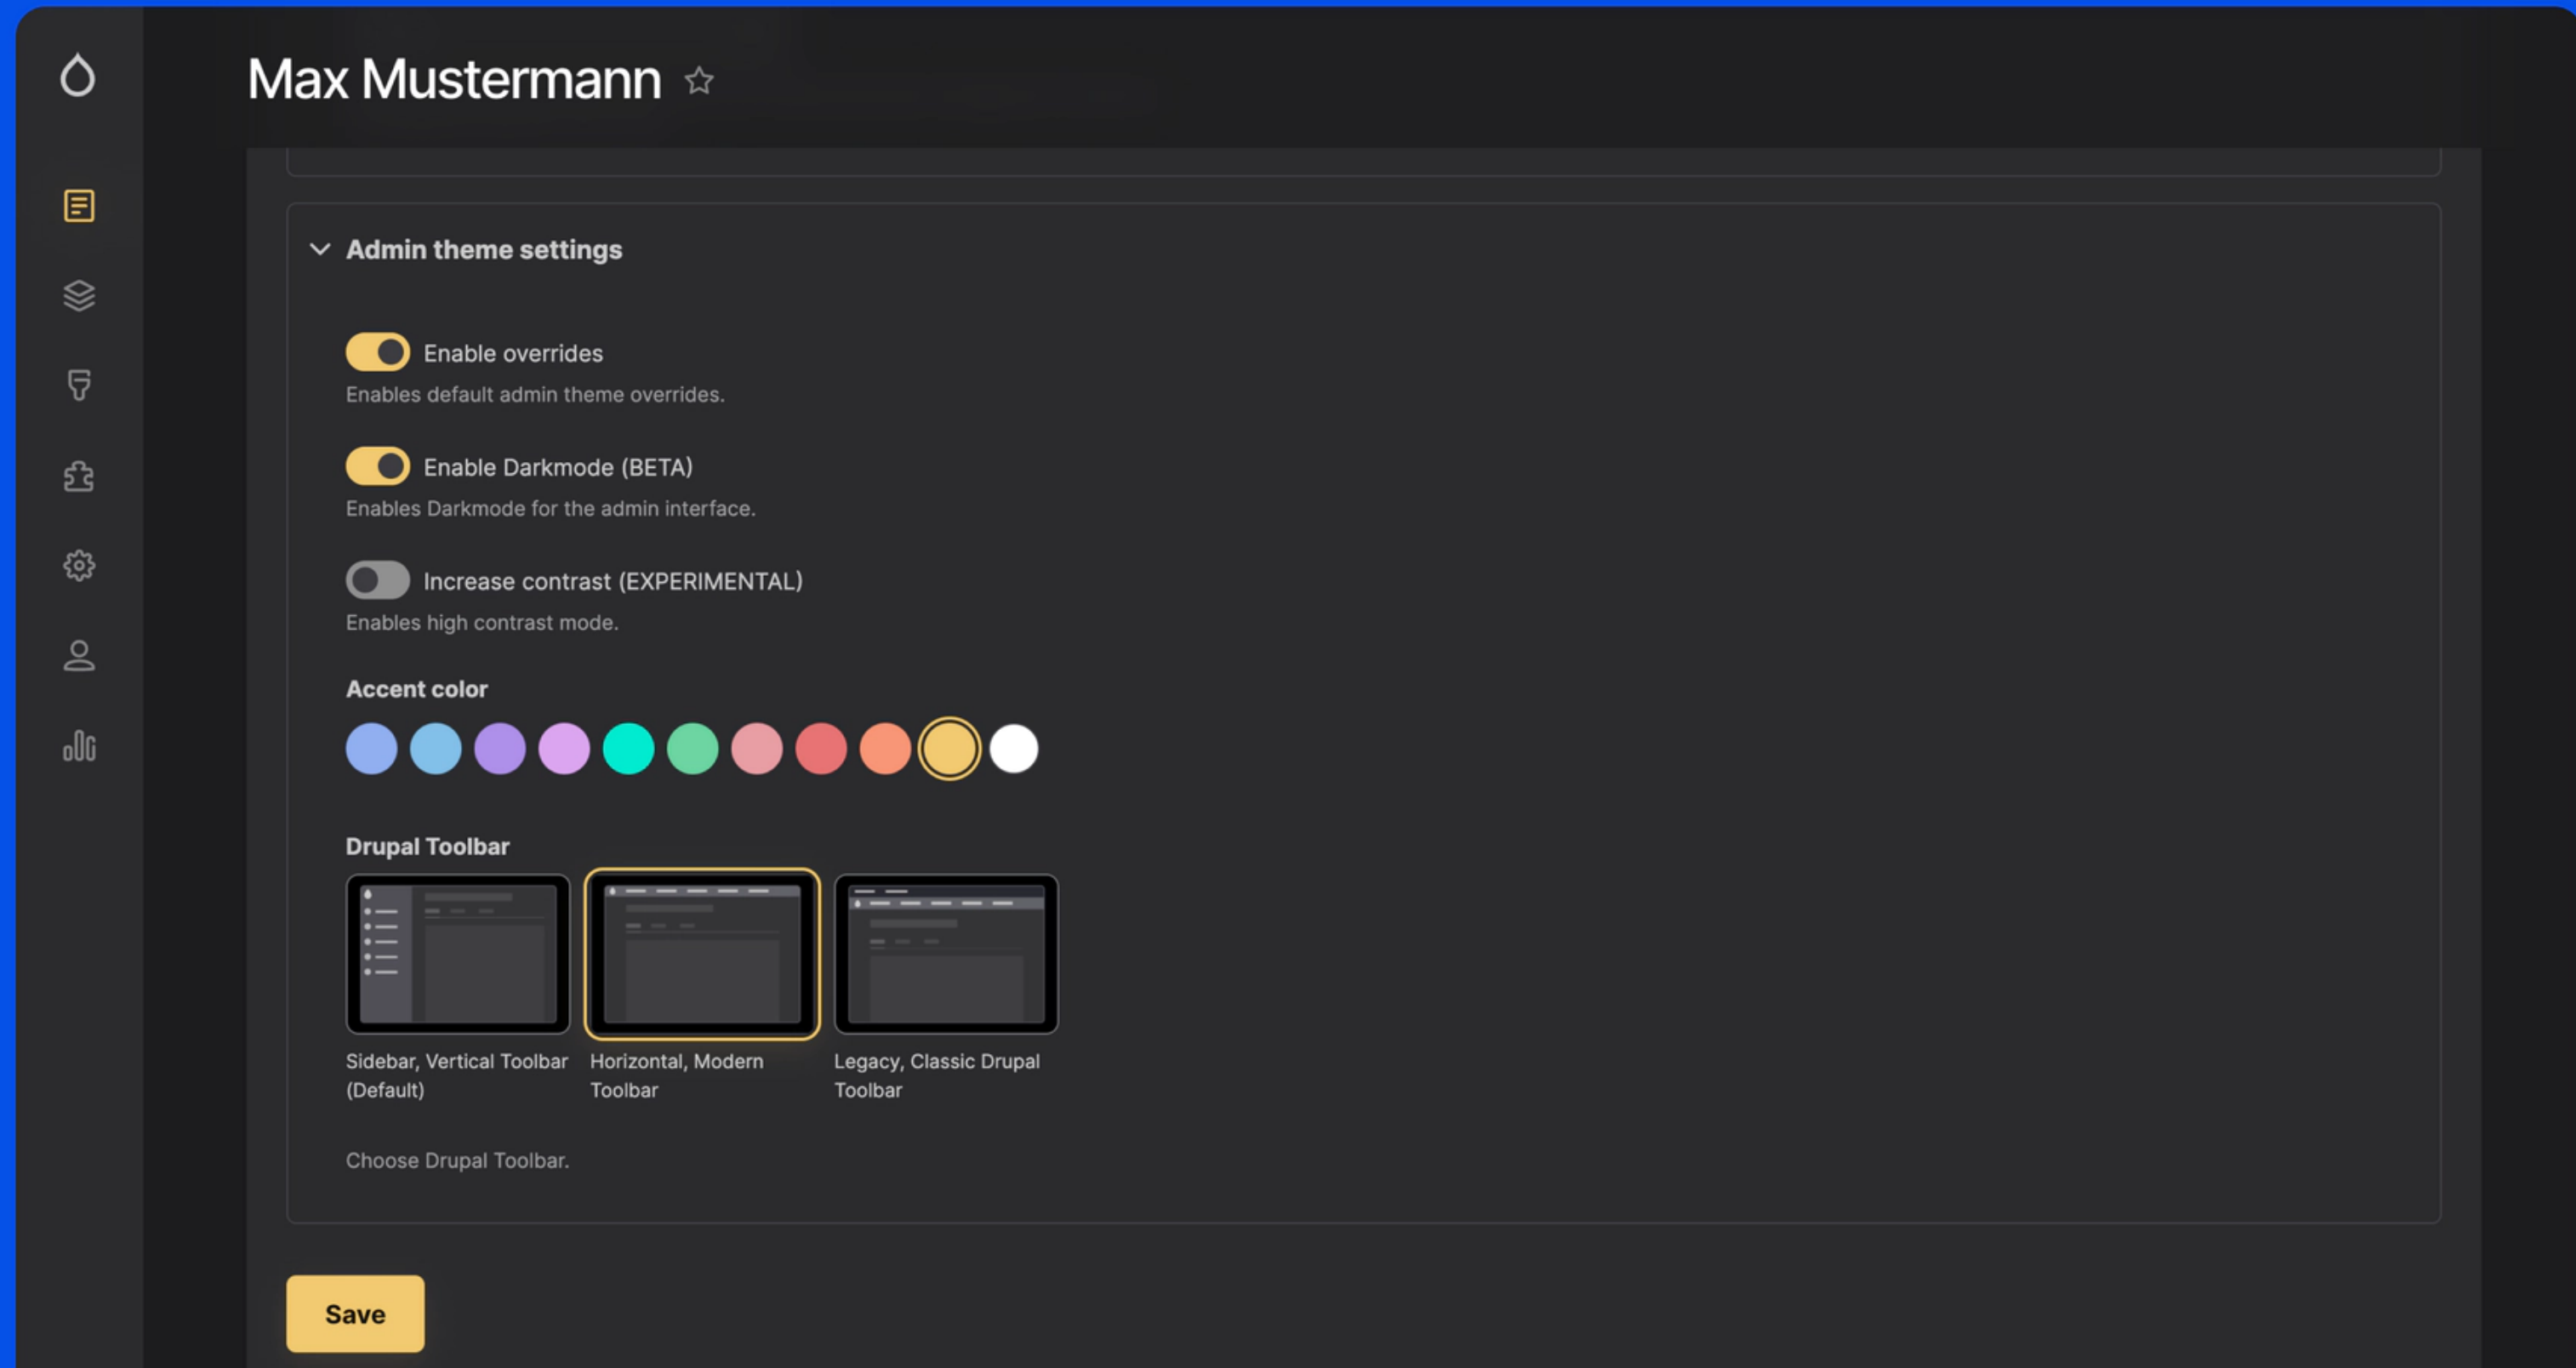 Max Mustermann
Admin theme settings
Enable overrides
Enables default admin theme overrides.
Enable Darkmode (BETA)
Enables Darkmode for the admin interface.
Increase contrast (EXPERIMENTAL)
Enables high contrast mode.
Accent color
Drupal Toolbar
Sidebar, Vertical Toolbar
(Default)
Horizontal, Modern
Toolbar
Legacy, Classic Drupal
Toolbar
Choose Drupal Toolbar.
Save